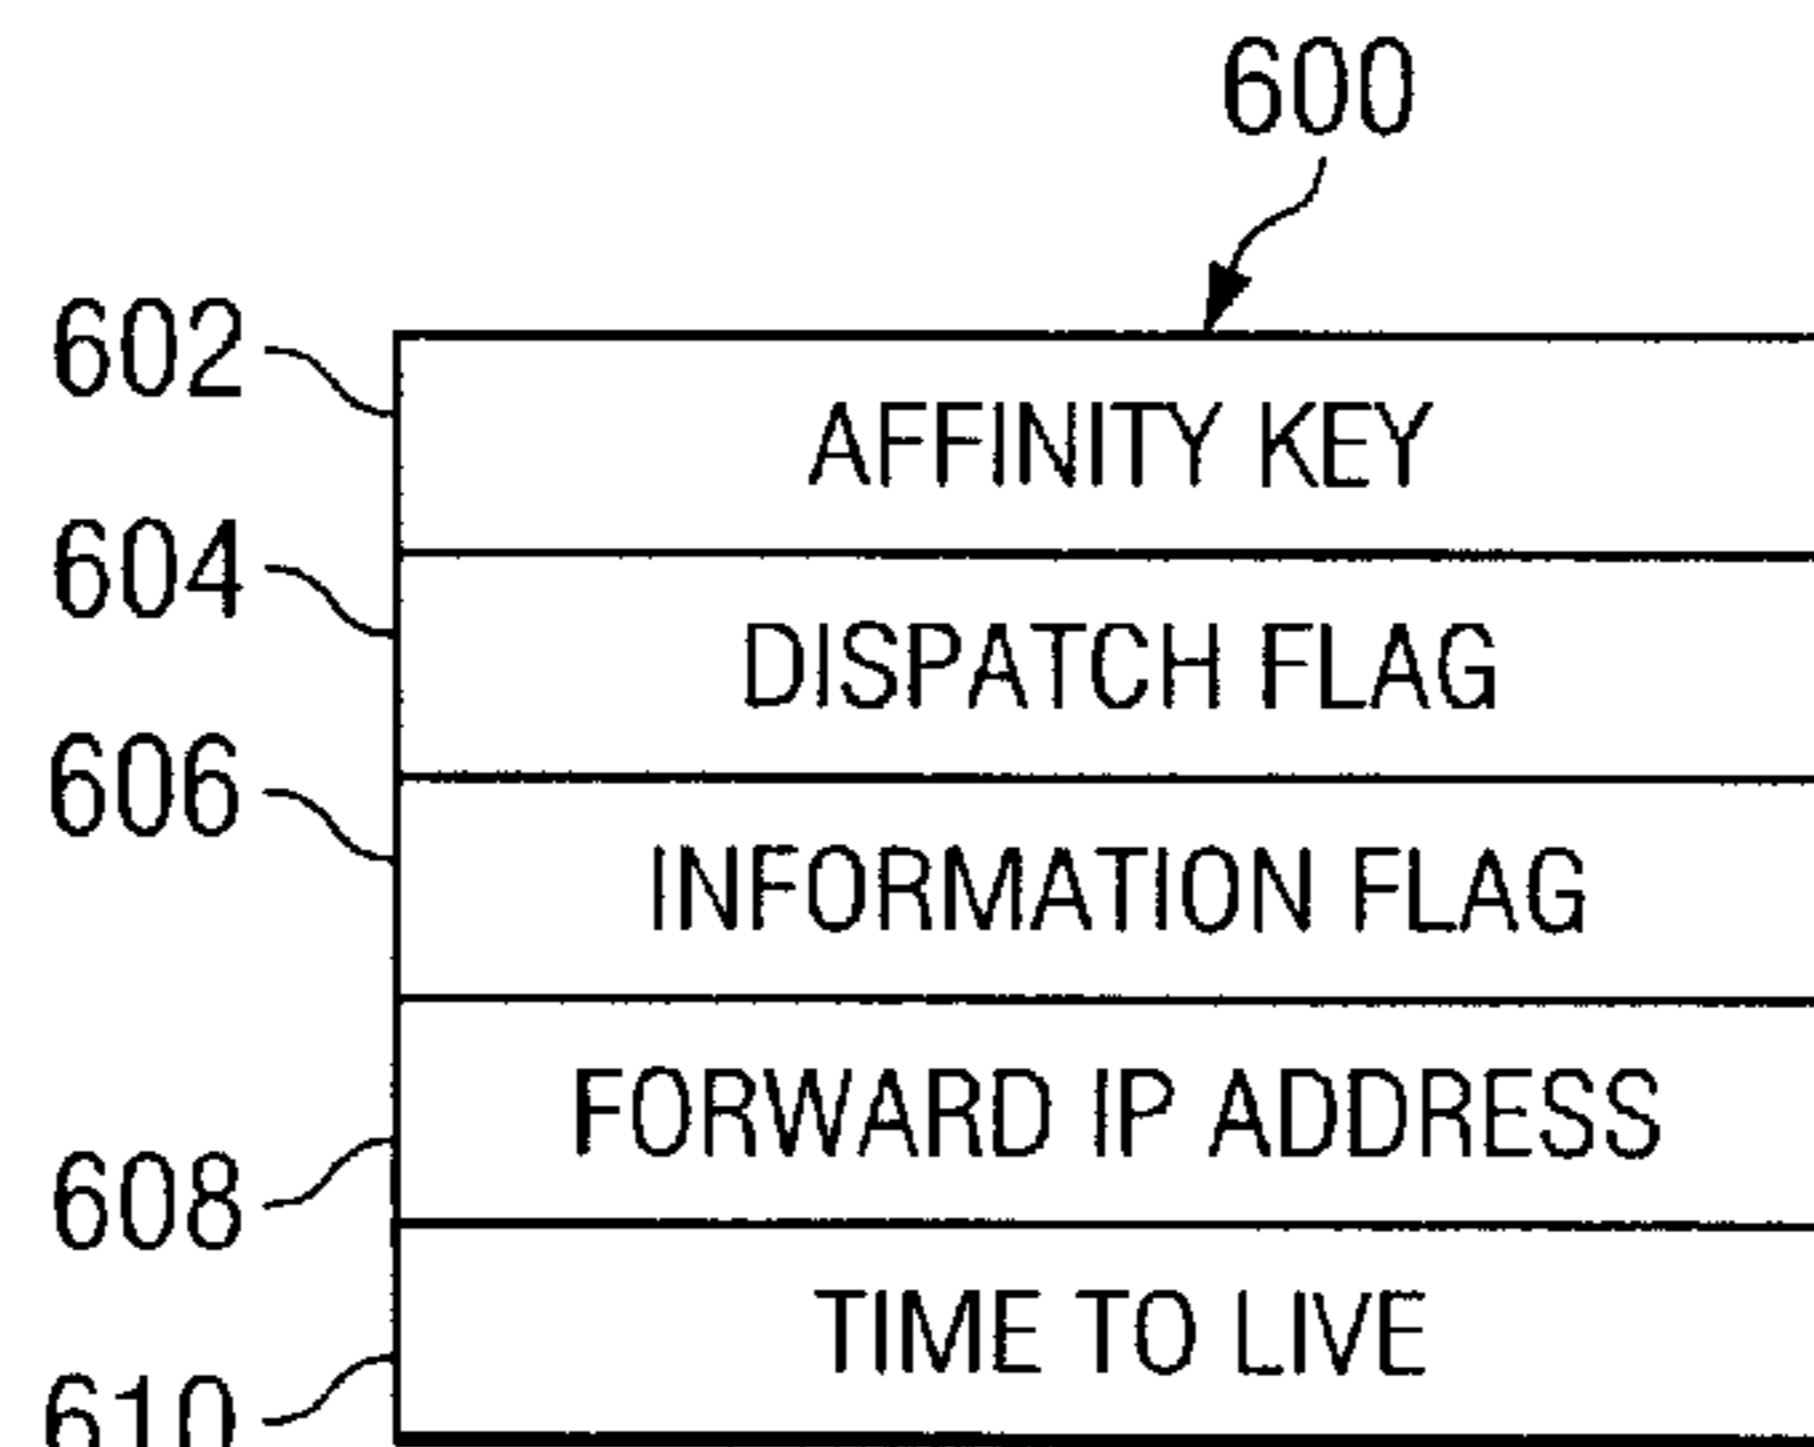 600
602
AFFINITY KEY
604
DISPATCH FLAG
606
INFORMATION FLAG
FORWARD IP ADDRESS
608
TIME TO LIVE
610